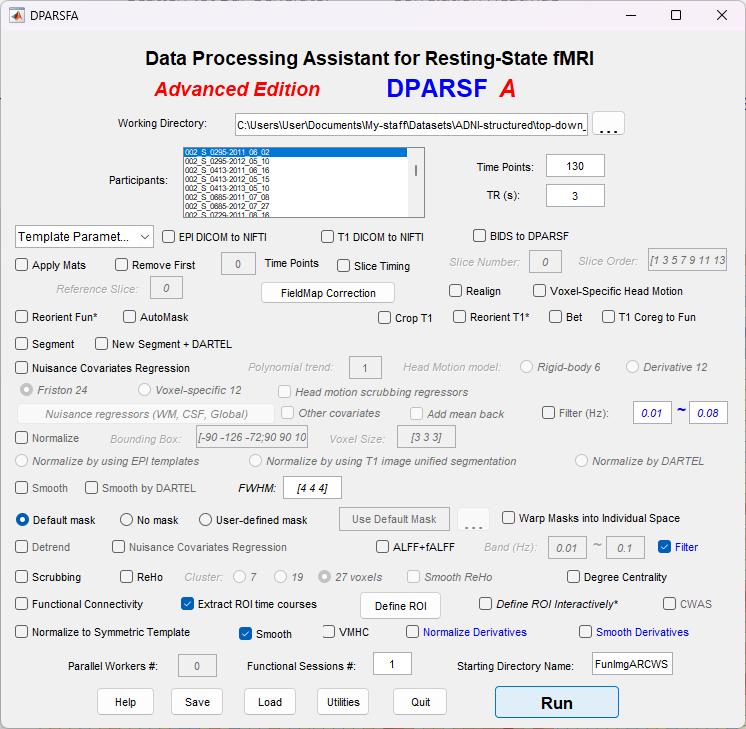 DPARSFA
Data Processing Assistant for Resting-State fMRI
Advanced Edition DPARSF A
Working Directory: C:\Users\User\Documents\My-staff\Datasets\ADNI-structured\top-down_ ...
Participants:
002_S_0295-2011_06_02
002_S_0295-2012_05_10
002_S_0413-2011_06_16
002_S_0413-2012_05_15
002_S_0413-2013_05_10
002_S_0685-2011_07_08
002_S_0685-2012_07_27
002_S_0729-2011_08_16
Time Points: 130
TR (s): 3
Template Paramet... EPI DICOM to NIFTI T1 DICOM to NIFTI BIDS to DPARSF
Apply Mats Remove First 0 Time Points Slice Timing Slice Number: 0 Slice Order: [1 3 5 7 9 11 13
Reference Slice: 0 FieldMap Correction Realign Voxel-Specific Head Motion
Reorient Fun* AutoMask Crop T1 Reorient T1* Bet T1 Coreg to Fun
Segment New Segment + DARTEL
Nuisance Covariates Regression Polynomial trend: 1 Head Motion model: Rigid-body 6 Derivative 12
Friston 24 Voxel-specific 12 Head motion scrubbing regressors
Nuisance regressors (WM, CSF, Global) Other covariates Add mean back Filter (Hz): 0.01 ~ 0.08
Normalize Bounding Box: [-90 -126 -72;90 90 10 Voxel Size: [3 3 3]
Normalize by using EPI templates Normalize by using T1 image unified segmentation Normalize by DARTEL
Smooth Smooth by DARTEL FWHM: [4 4 4]
Default mask No mask User-defined mask Use Default Mask ... Warp Masks into Individual Space
Detrend Nuisance Covariates Regression ALFF+fALFF Band (Hz): 0.01 ~ 0.1 Filter
Scrubbing ReHo Cluster: 7 19 27 voxels Smooth ReHo Degree Centrality
Functional Connectivity Extract ROI time courses Define ROI Define ROI Interactively* CWAS
Normalize to Symmetric Template Smooth VMHC Normalize Derivatives Smooth Derivatives
Parallel Workers #: 0 Functional Sessions #: 1 Starting Directory Name: FunImgARCWS
Help Save Load Utilities Quit Run